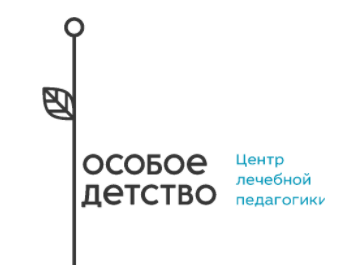 особое
детство
Центр
лечебной
педагогики